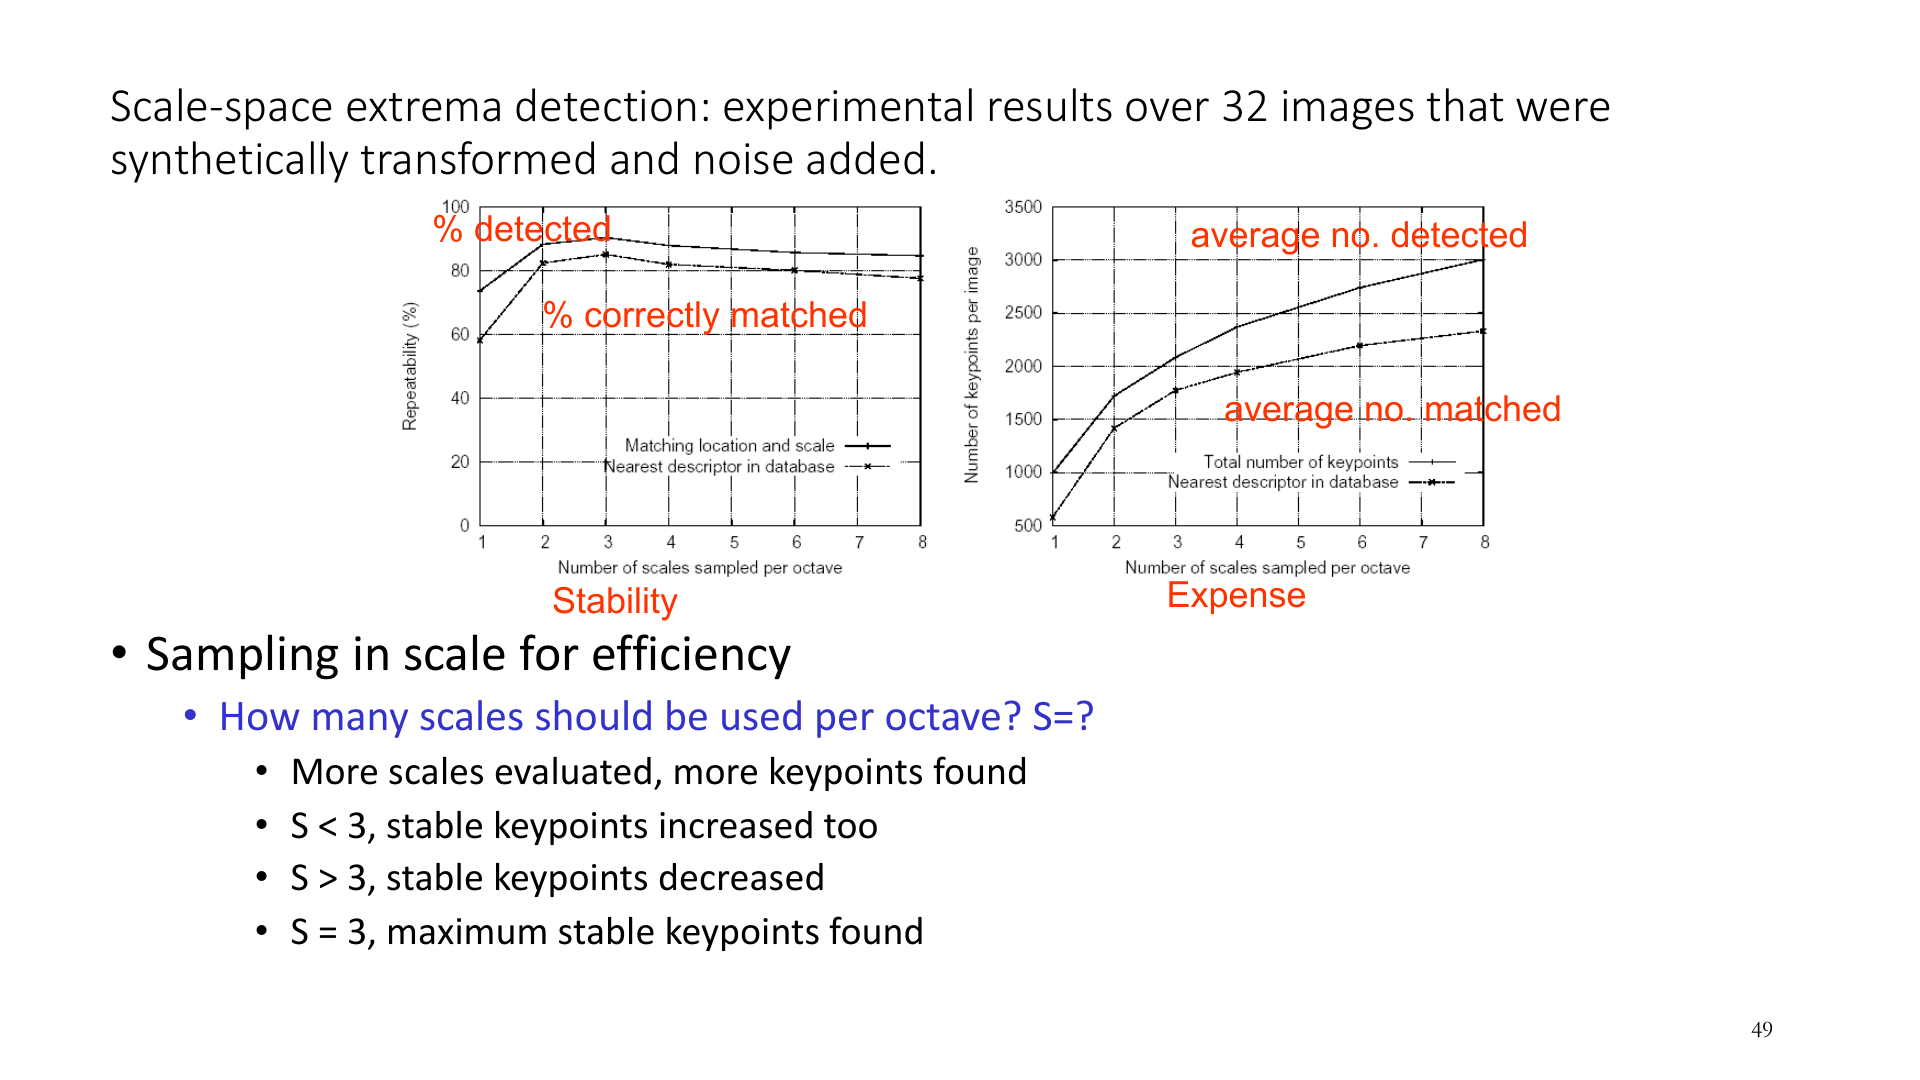 Scale-space extrema detection: experimental results over 32 images that were
synthetically transformed and noise added.
100
80
60
40
20
0
Repeatability (%)
% detected
% correctly matched
Matching location and scale
Nearest descriptor in database
1 2 3 4 5 6 7 8
Number of scales sampled per octave
Stability
3500
3000
2500
2000
1500
1000
500
Number of keypoints per image
average no. detected
average no. matched
Total number of keypoints
Nearest descriptor in database
1 2 3 4 5 6 7 8
Number of scales sampled per octave
Expense
• Sampling in scale for efficiency
• How many scales should be used per octave? S=?
• More scales evaluated, more keypoints found
• S < 3, stable keypoints increased too
• S > 3, stable keypoints decreased
• S = 3, maximum stable keypoints found
49